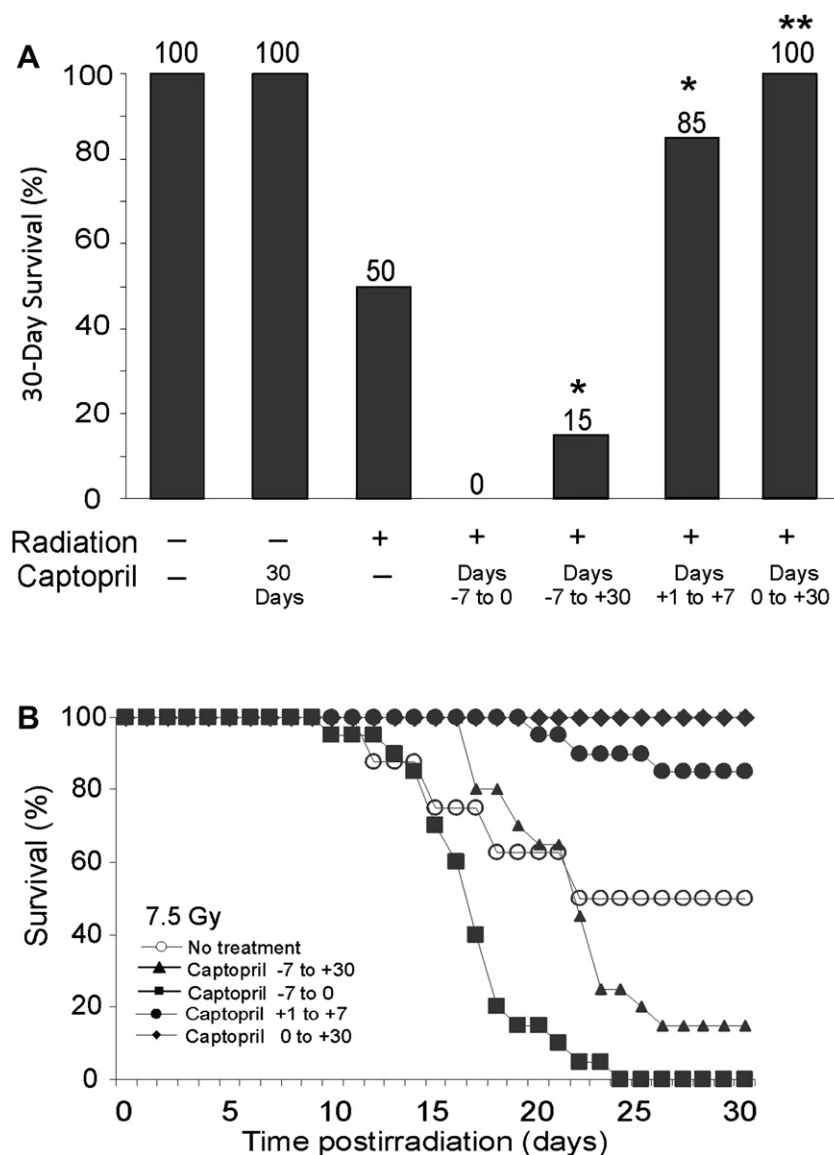 A
30-Day Survival (%)
100
80
60
40
20
0
100
100
50
0
*
15
*
85
**
100
Radiation – – + + + + +
Captopril – 30 Days – Days -7 to 0 Days -7 to +30 Days +1 to +7 Days 0 to +30
B
Survival (%)
100
80
60
40
20
0
7.5 Gy
No treatment
Captopril -7 to +30
Captopril -7 to 0
Captopril +1 to +7
Captopril 0 to +30
0 5 10 15 20 25 30
Time postirradiation (days)